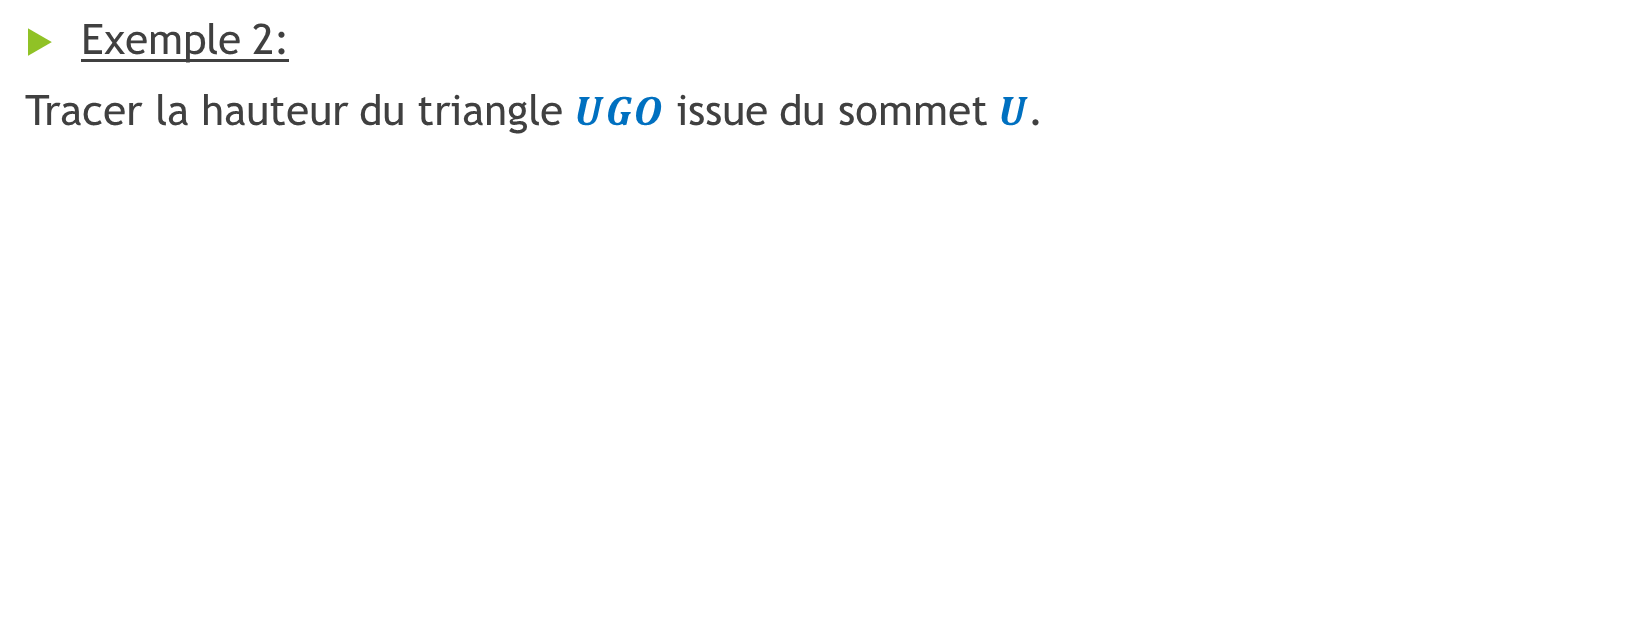 Exemple 2:
Tracer la hauteur du triangle UGO issue du sommet U.